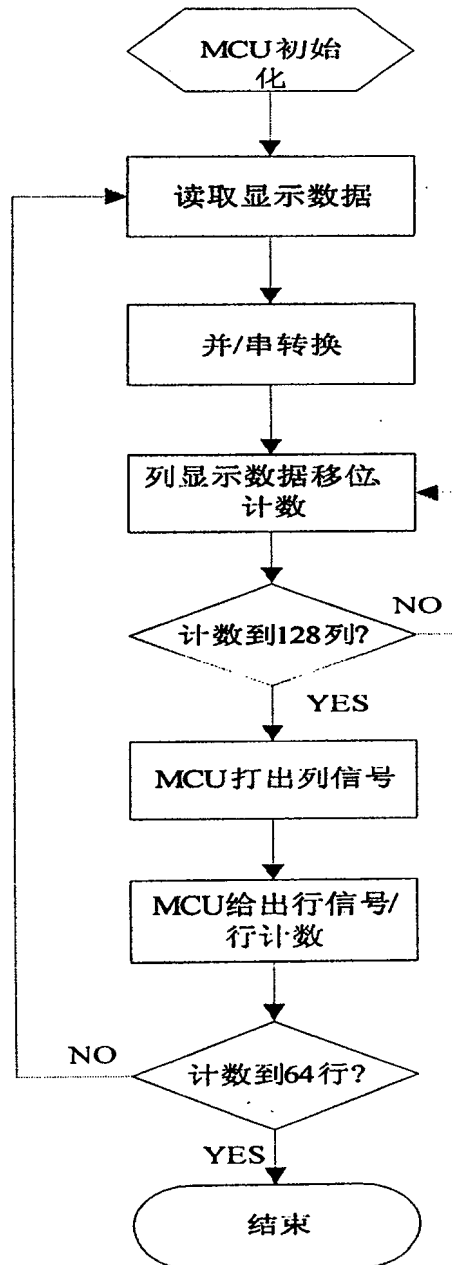 MCU初始
化
读取显示数据
并/串转换
列显示数据移位、
计数
计数到128列?
NO
YES
MCU打出列信号
MCU给出行信号/
行计数
NO
计数到64行?
YES
结束